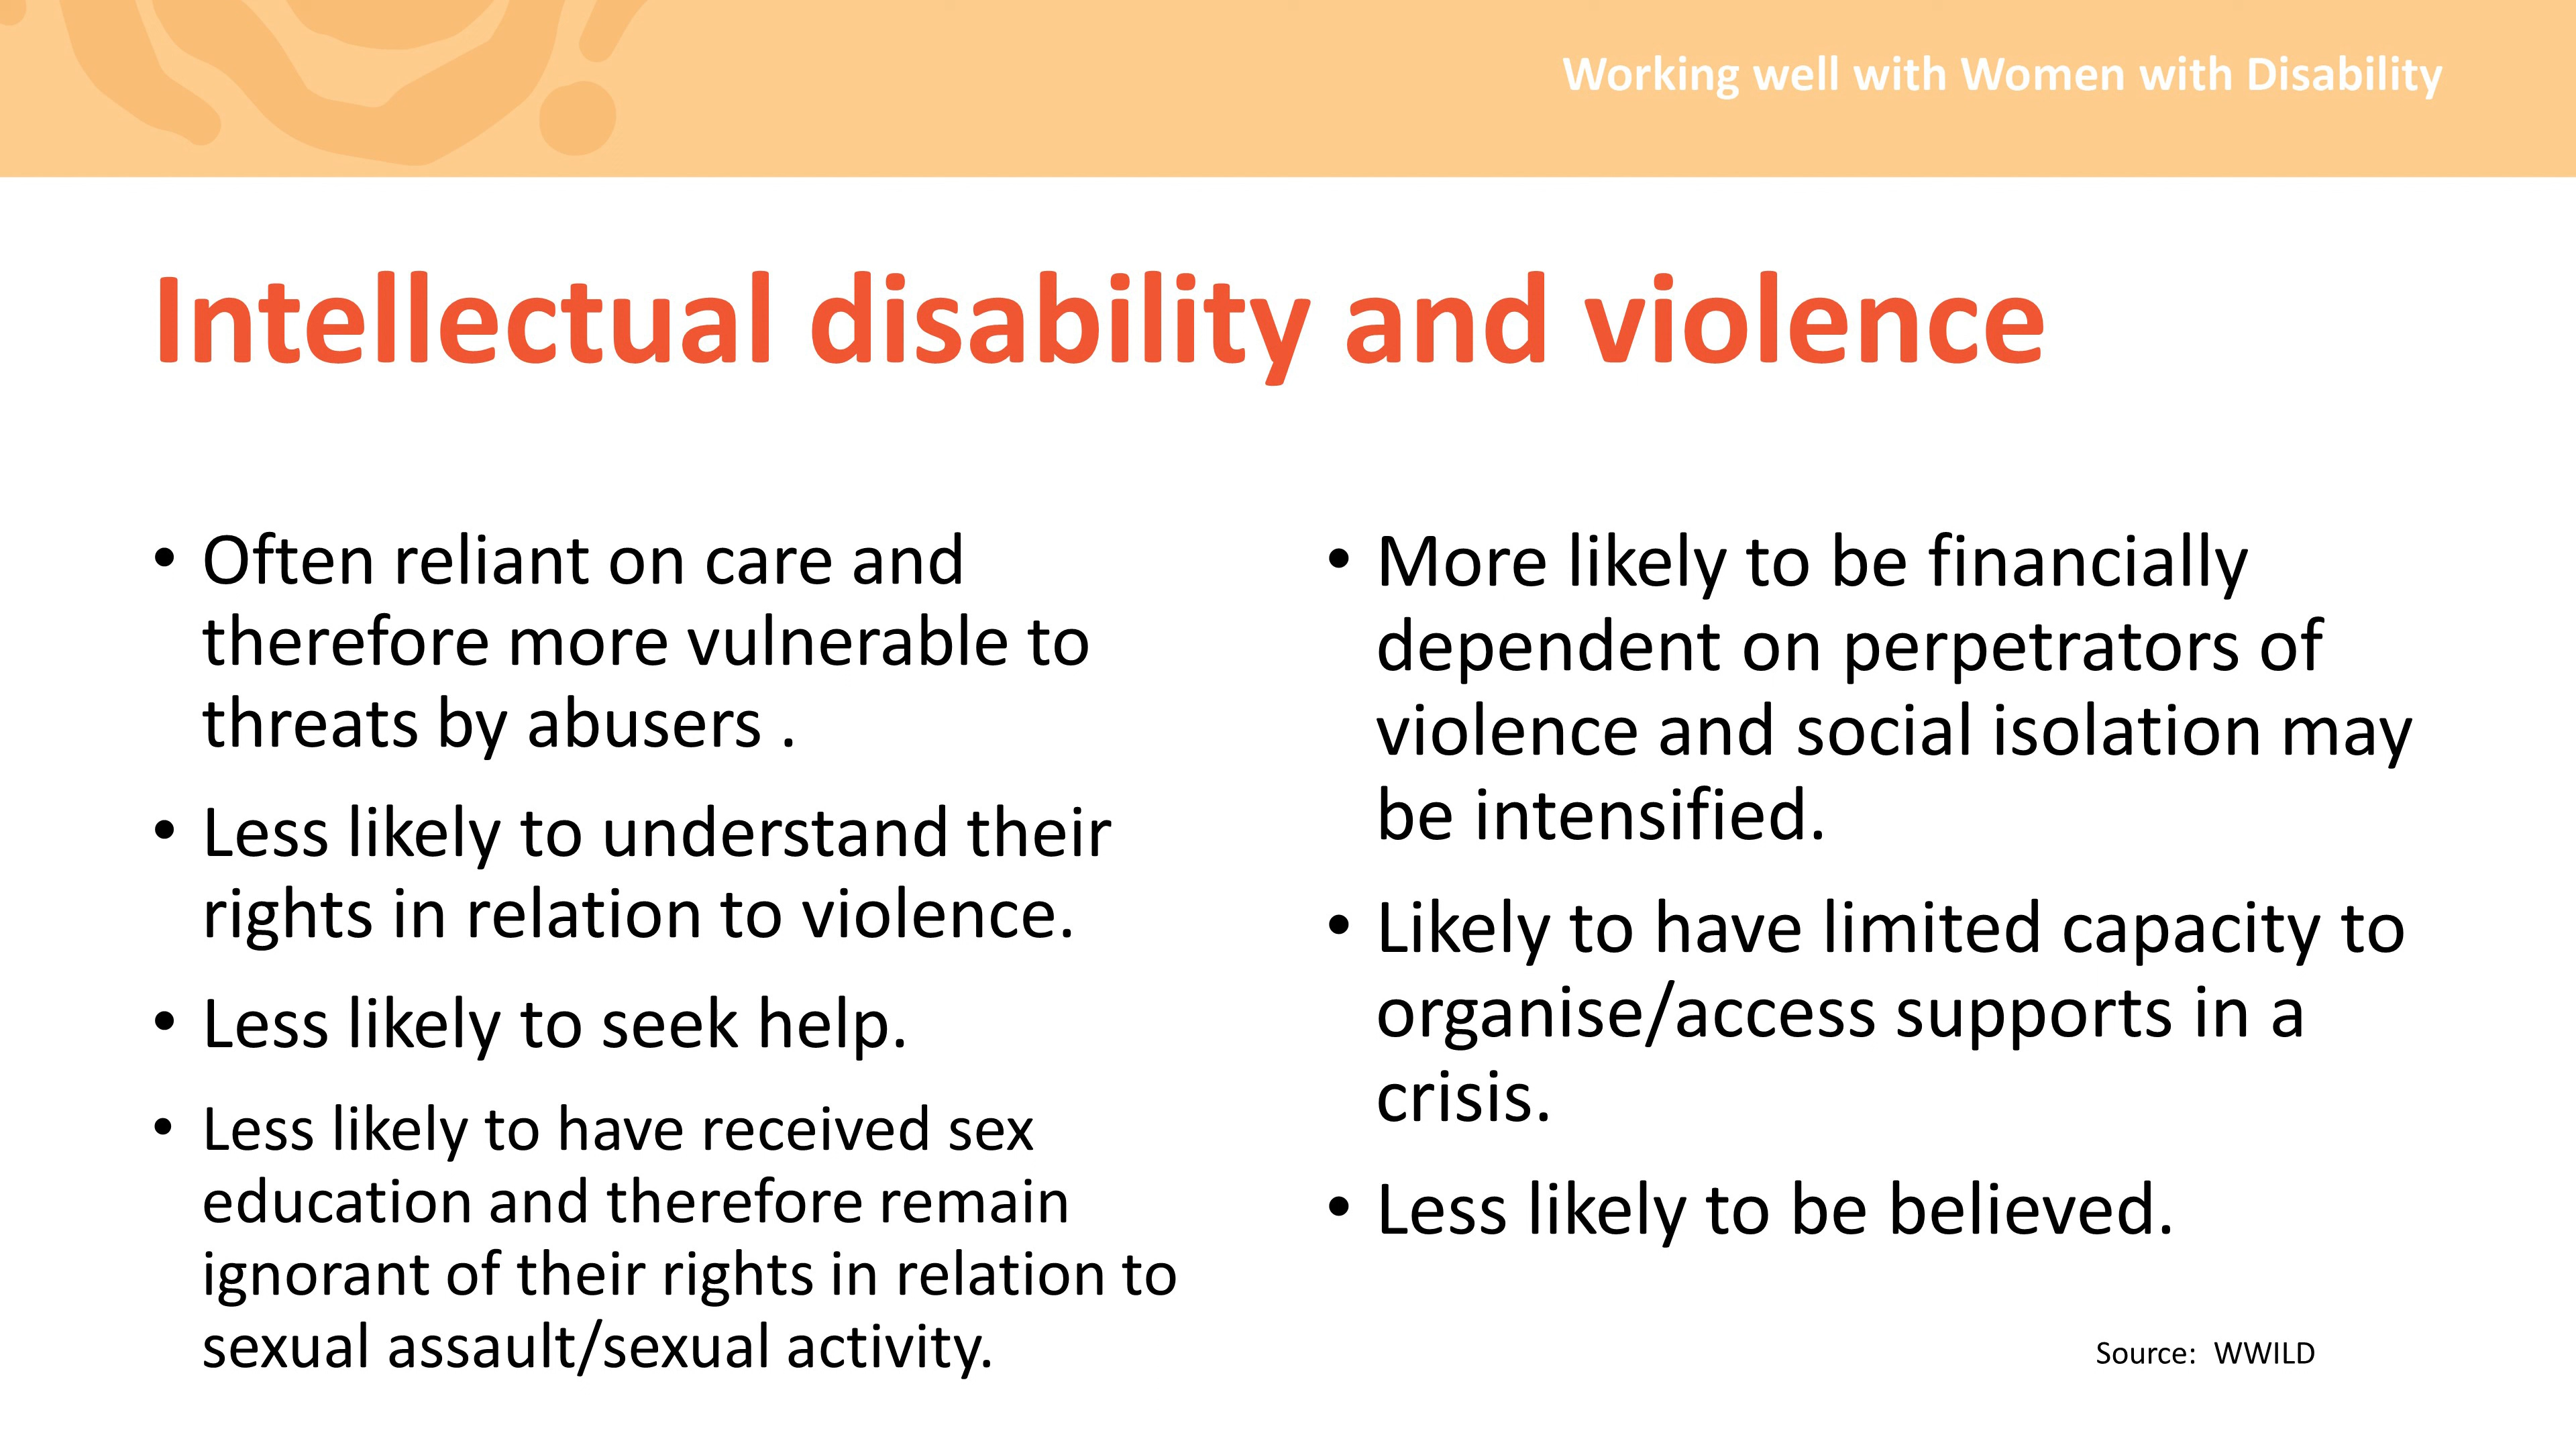 Working well with Women with Disability
Intellectual disability and violence
• Often reliant on care and
therefore more vulnerable to
threats by abusers .
• Less likely to understand their
rights in relation to violence.
• Less likely to seek help.
• Less likely to have received sex
education and therefore remain
ignorant of their rights in relation to
sexual assault/sexual activity.
• More likely to be financially
dependent on perpetrators of
violence and social isolation may
be intensified.
• Likely to have limited capacity to
organise/access supports in a
crisis.
• Less likely to be believed.
Source:  WWILD